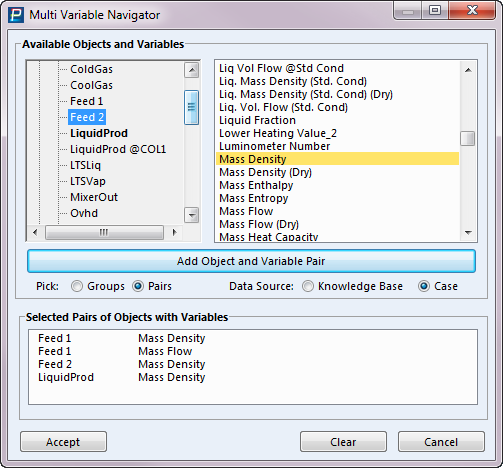 Multi Variable Navigator
Available Objects and Variables
ColdGas
CoolGas
Feed 1
Feed 2
LiquidProd
LiquidProd @COL1
LTSLiq
LTSVap
MixerOut
Ovhd
Liq Vol Flow @Std Cond
Liq. Mass Density (Std. Cond)
Liq. Mass Density (Std. Cond) (Dry)
Liq. Vol. Flow (Std. Cond)
Liquid Fraction
Lower Heating Value_2
Luminometer Number
Mass Density
Mass Density (Dry)
Mass Enthalpy
Mass Entropy
Mass Flow
Mass Flow (Dry)
Mass Heat Capacity
Add Object and Variable Pair
Pick: Groups Pairs Data Source: Knowledge Base Case
Selected Pairs of Objects with Variables
Feed 1 Mass Density
Feed 1 Mass Flow
Feed 2 Mass Density
LiquidProd Mass Density
Accept Clear Cancel